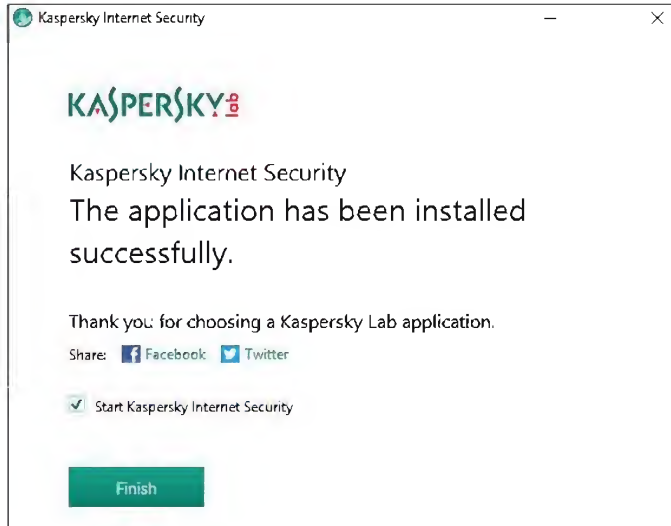 Kaspersky Internet Security
KASPERSKY lab
Kaspersky Internet Security
The application has been installed
successfully.
Thank you for choosing a Kaspersky Lab application.
Share: Facebook Twitter
Start Kaspersky Internet Security
Finish